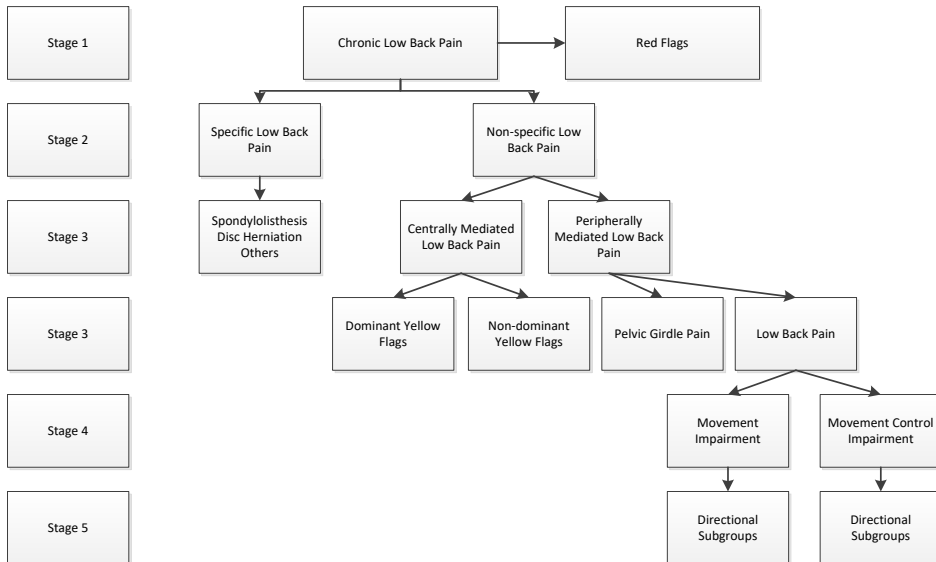 Stage 1
Chronic Low Back Pain
Red Flags
Stage 2
Specific Low Back
Pain
Non-specific Low
Back Pain
Stage 3
Spondylolisthesis
Disc Herniation
Others
Centrally Mediated
Low Back Pain
Peripherally
Mediated Low Back
Pain
Stage 3
Dominant Yellow
Flags
Non-dominant
Yellow Flags
Pelvic Girdle Pain
Low Back Pain
Stage 4
Movement
Impairment
Movement Control
Impairment
Stage 5
Directional
Subgroups
Directional
Subgroups